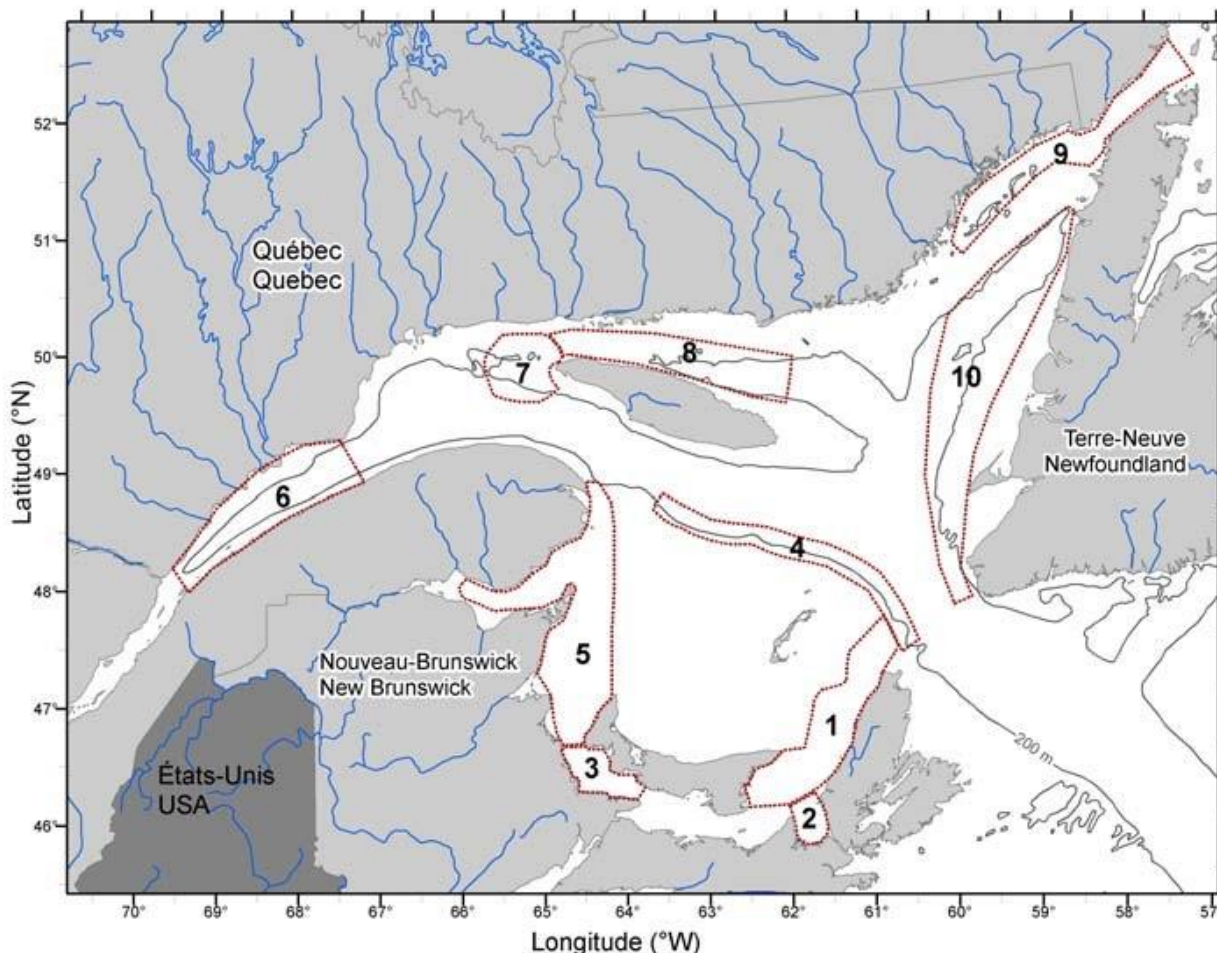 52°
51°
50°
49°
48°
47°
46°
Latitude (°N)
Québec
Quebec
Terre-Neuve
Newfoundland
Nouveau-Brunswick
New Brunswick
États-Unis
USA
200 m
9
8
7
10
6
4
5
1
3
2
70° 69° 68° 67° 66° 65° 64° 63° 62° 61° 60° 59° 58° 57°
Longitude (°W)